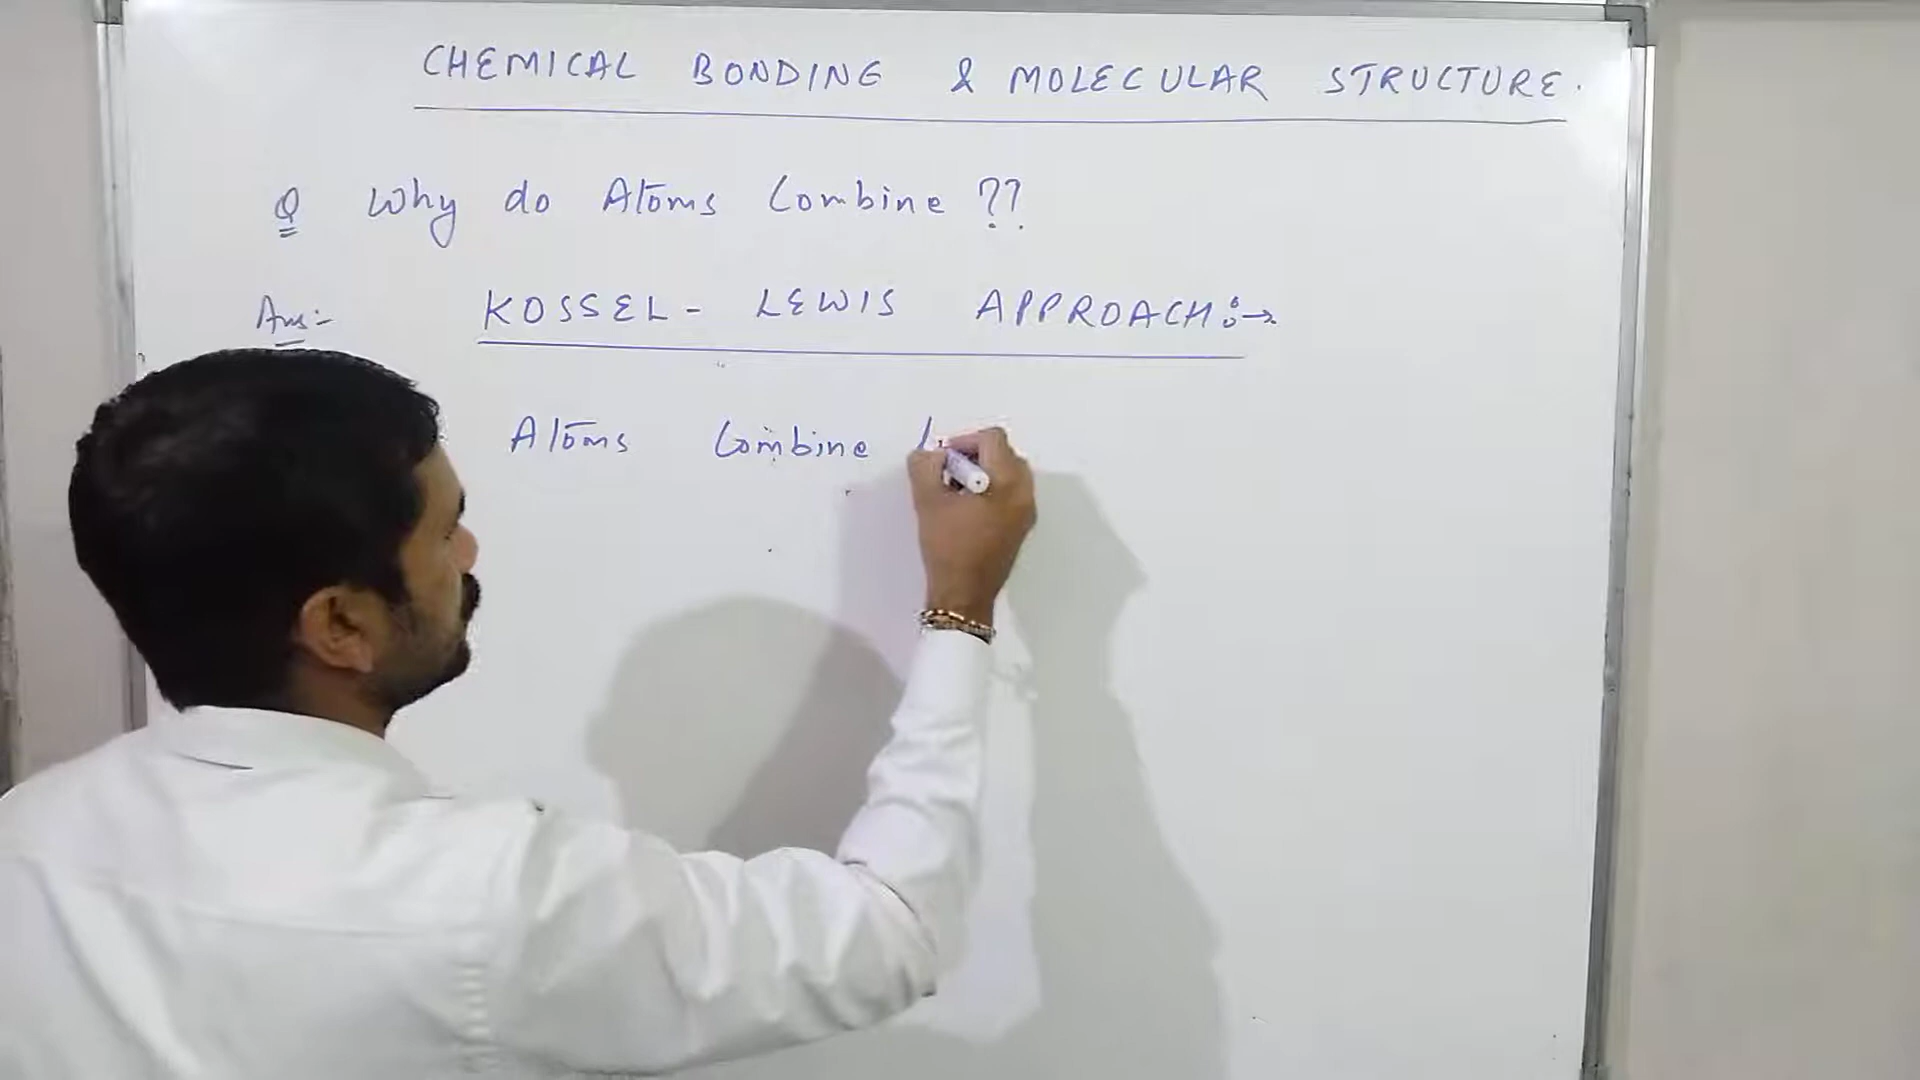 CHEMICAL BONDING & MOLECULAR STRUCTURE.
Q Why do Atoms Combine ??
Ans:- KOSSEL - LEWIS APPROACH:→
Atoms Combine